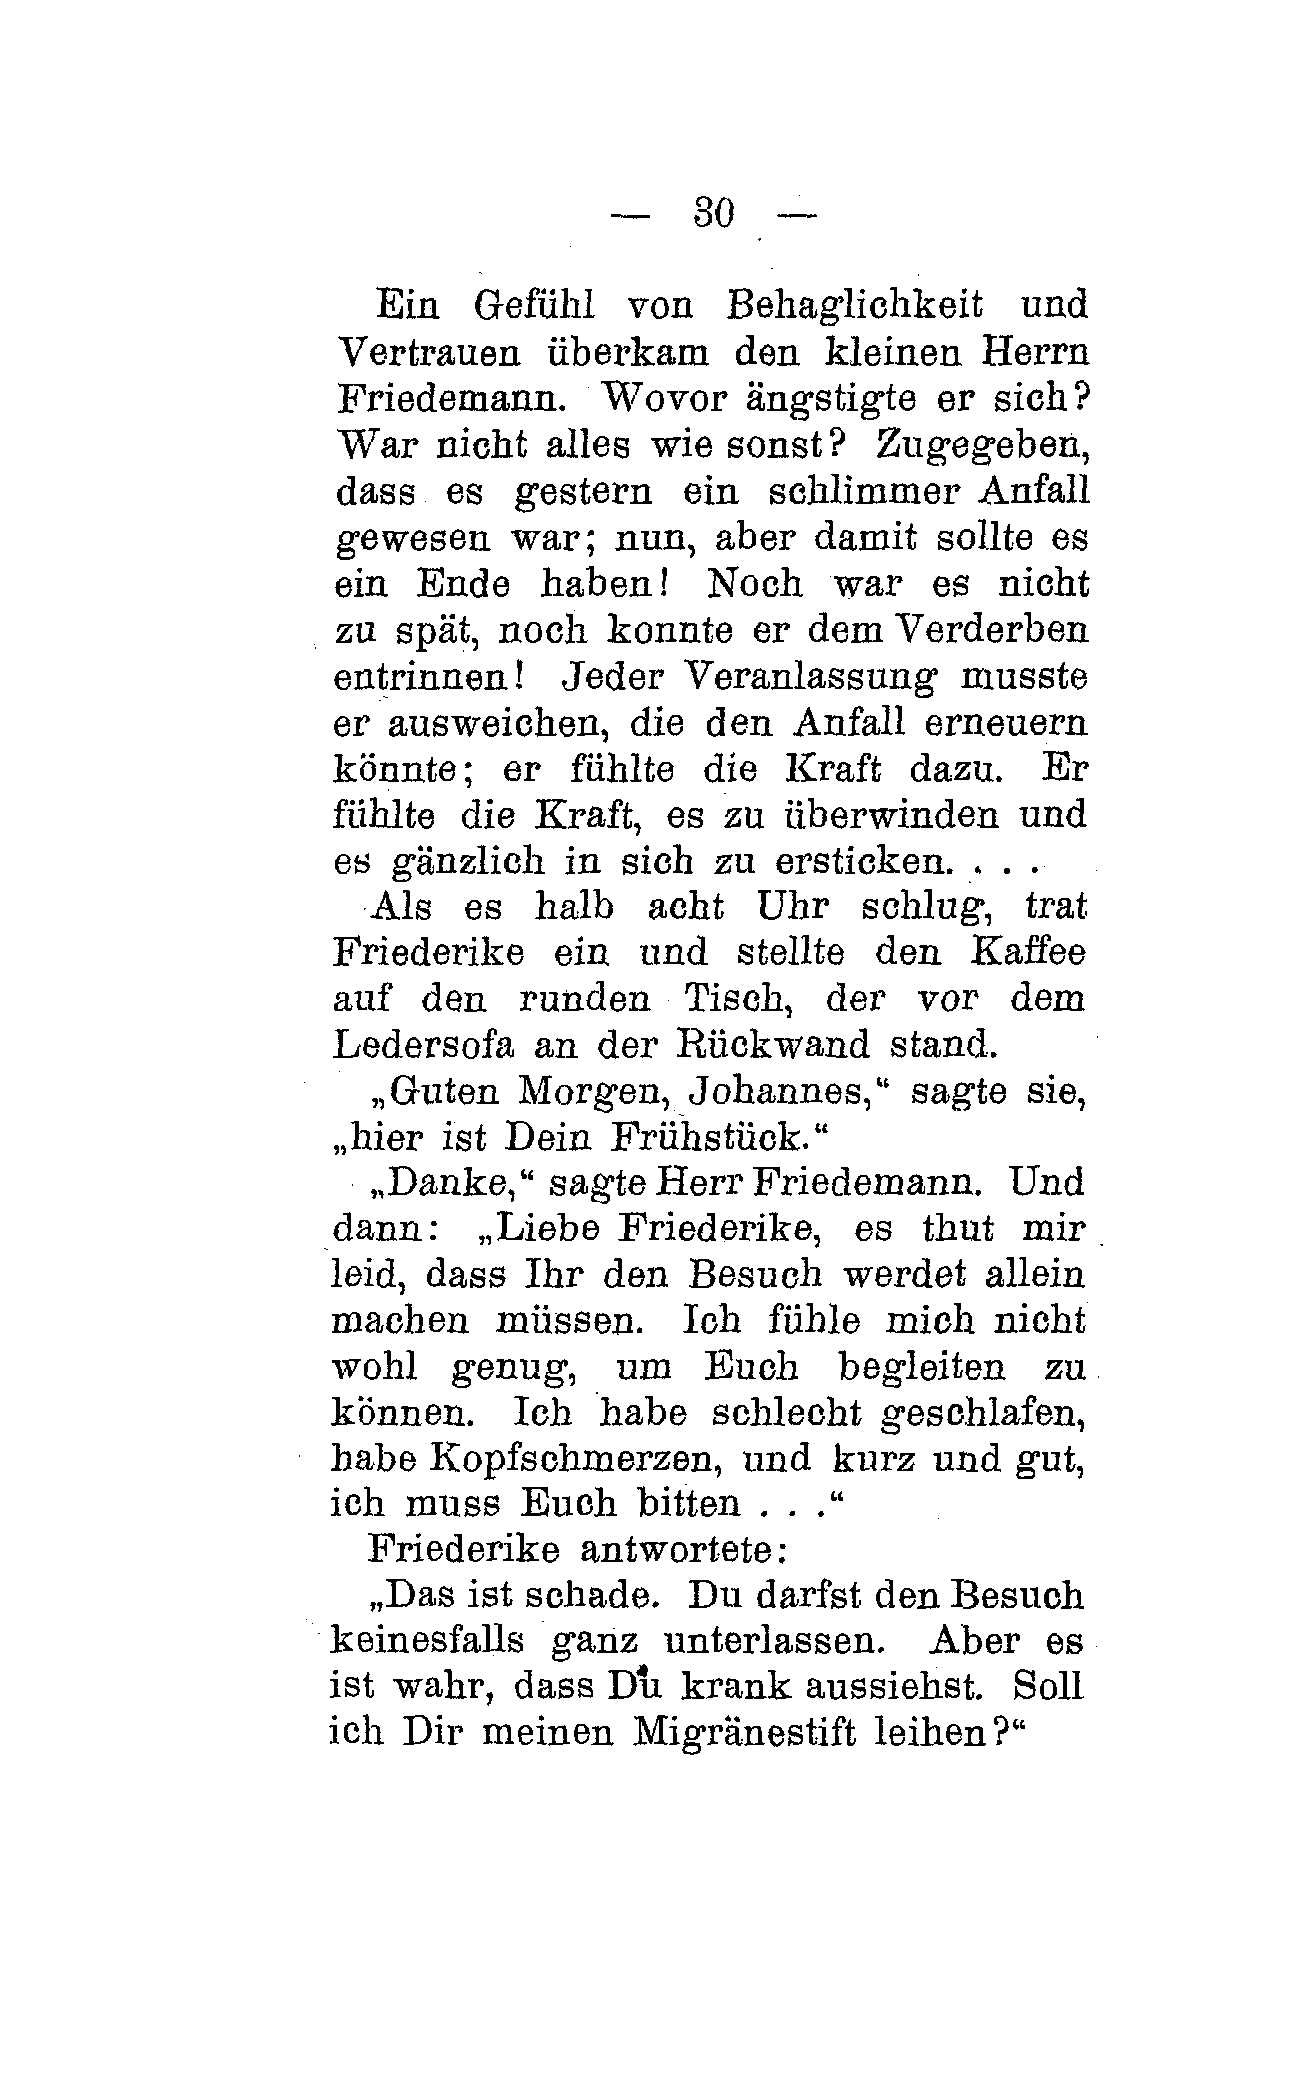 — 30 —
Ein Gefühl von Behaglichkeit und
Vertrauen überkam den kleinen Herrn
Friedemann. Wovor ängstigte er sich?
War nicht alles wie sonst? Zugegeben,
dass es gestern ein schlimmer Anfall
gewesen war; nun, aber damit sollte es
ein Ende haben! Noch war es nicht
zu spät, noch konnte er dem Verderben
entrinnen! Jeder Veranlassung musste
er ausweichen, die den Anfall erneuern
könnte; er fühlte die Kraft dazu. Er
fühlte die Kraft, es zu überwinden und
es gänzlich in sich zu ersticken. . . .
Als es halb acht Uhr schlug, trat
Friederike ein und stellte den Kaffee
auf den runden Tisch, der vor dem
Ledersofa an der Rückwand stand.
„Guten Morgen, Johannes,“ sagte sie,
„hier ist Dein Frühstück.“
„Danke,“ sagte Herr Friedemann. Und
dann: „Liebe Friederike, es thut mir
leid, dass Ihr den Besuch werdet allein
machen müssen. Ich fühle mich nicht
wohl genug, um Euch begleiten zu
können. Ich habe schlecht geschlafen,
habe Kopfschmerzen, und kurz und gut,
ich muss Euch bitten . . .“
Friederike antwortete:
„Das ist schade. Du darfst den Besuch
keinesfalls ganz unterlassen. Aber es
ist wahr, dass Du krank aussiehst. Soll
ich Dir meinen Migränestift leihen?“